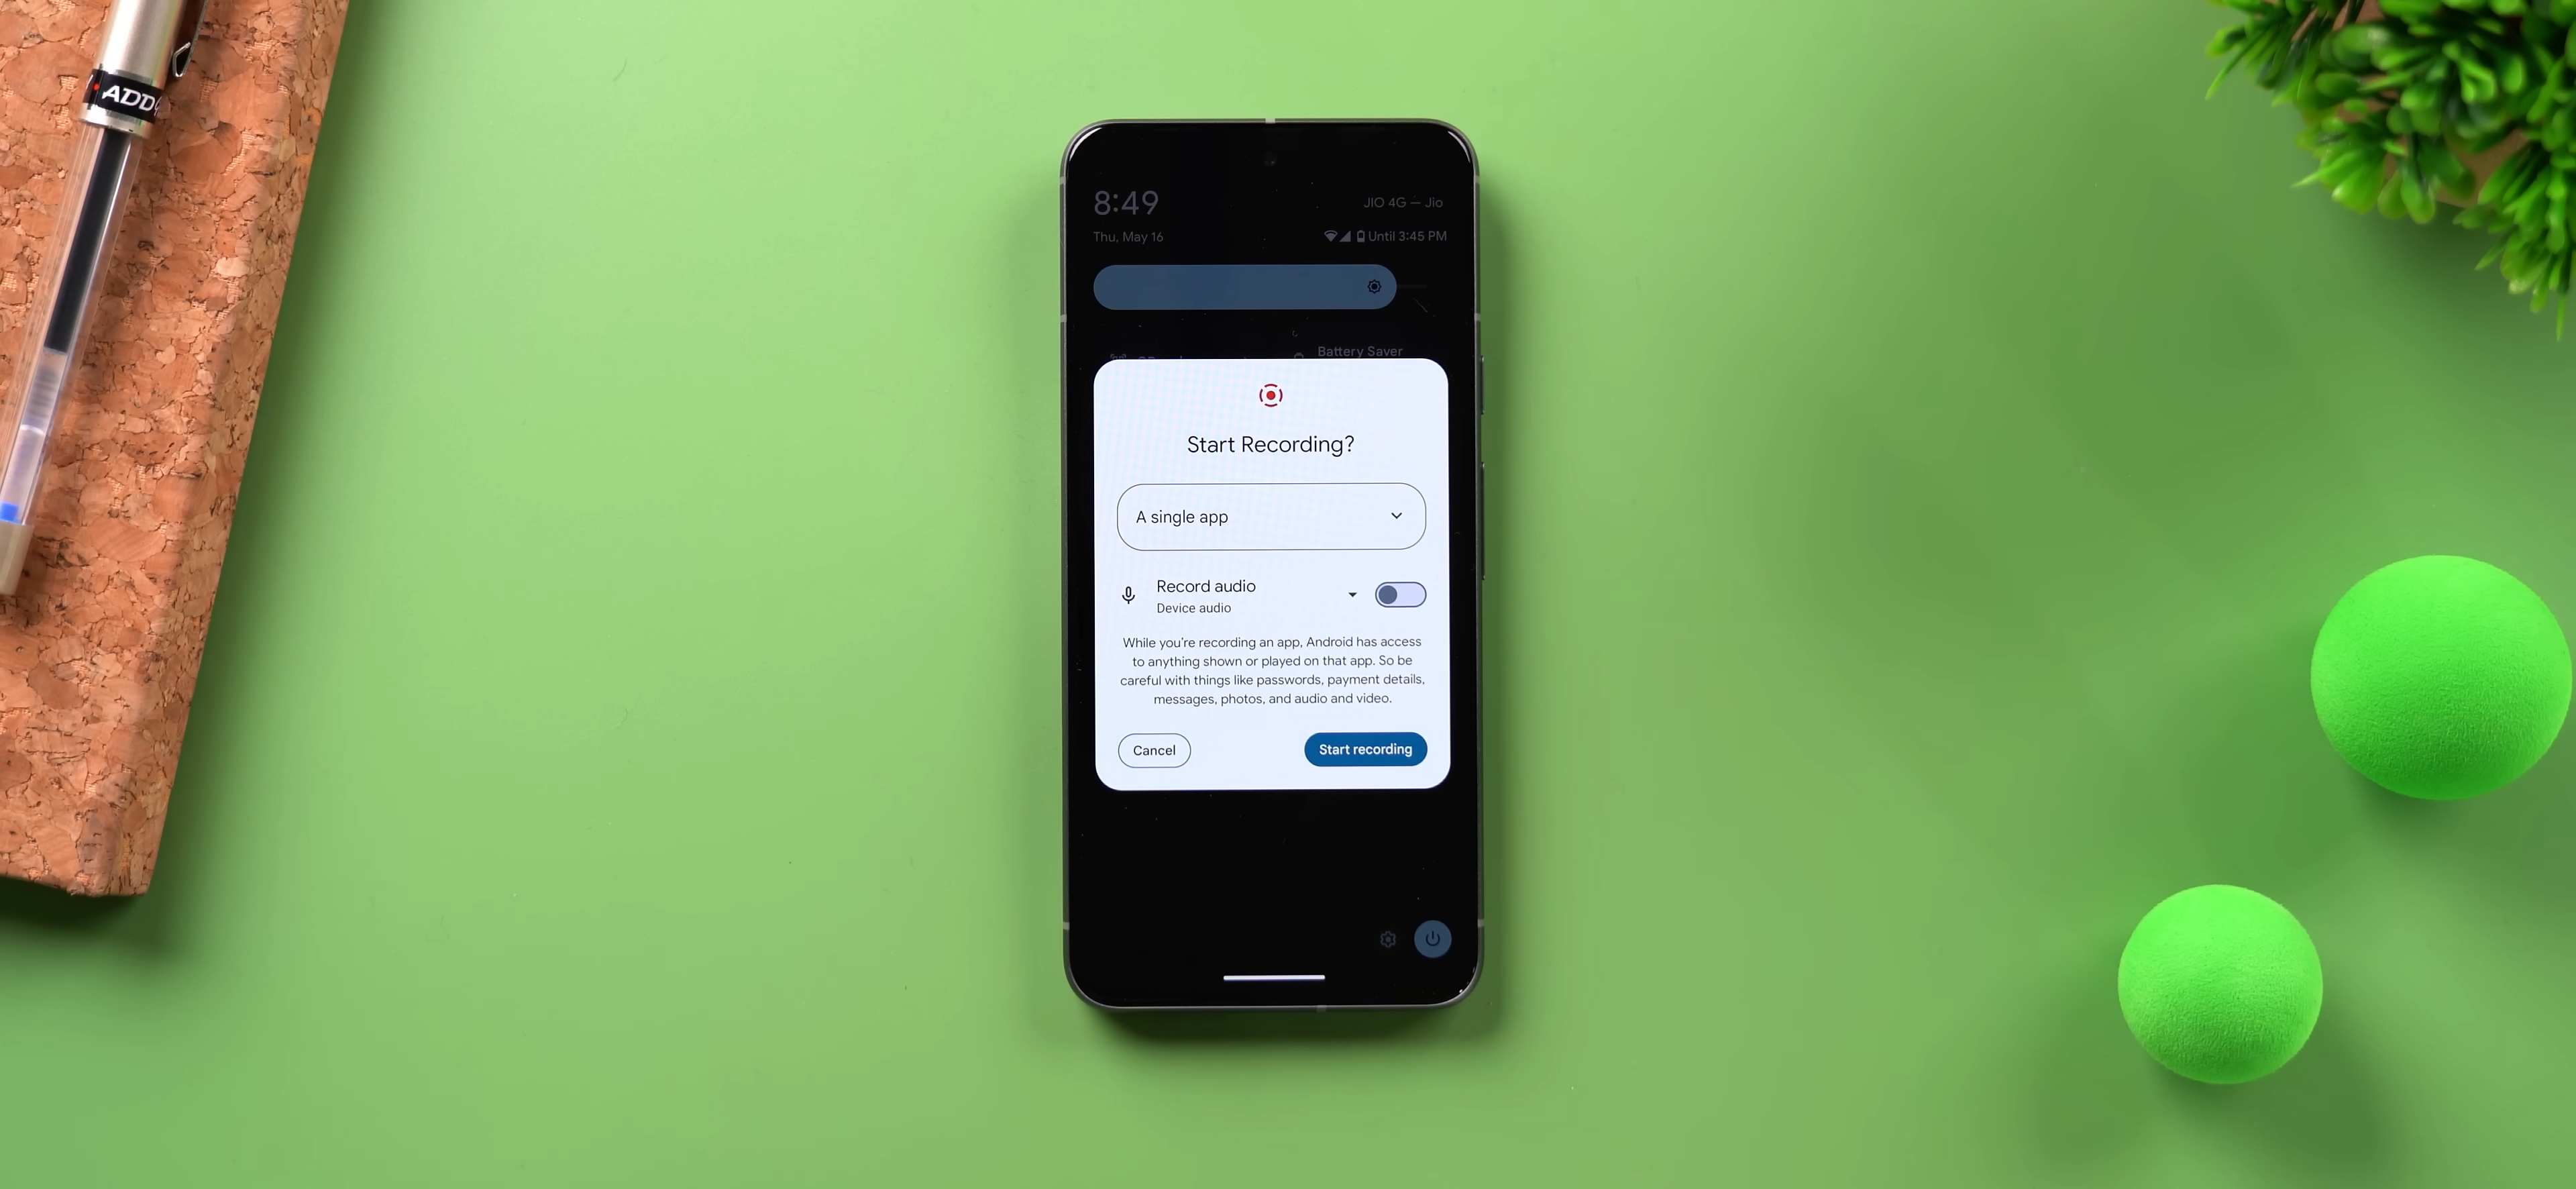 ADD
8:49
JIO 4G — Jio
Thu, May 16
Until 3:45 PM
Battery Saver
Start Recording?
A single app
Record audio
Device audio
While you're recording an app, Android has access
to anything shown or played on that app. So be
careful with things like passwords, payment details,
messages, photos, and audio and video.
Cancel
Start recording